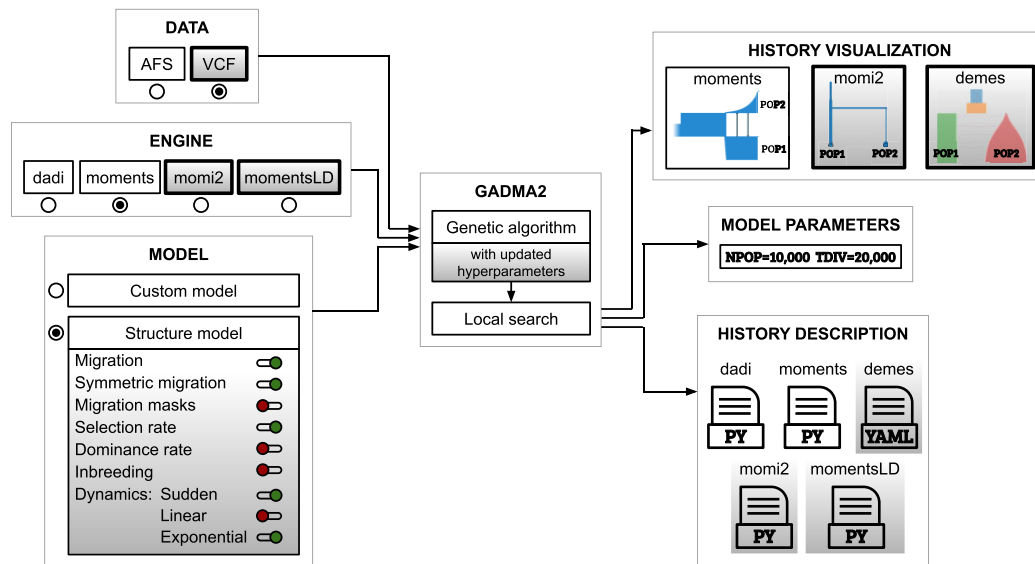 DATA
AFS VCF
ENGINE
dadi moments momi2 momentsLD
MODEL
Custom model
Structure model
Migration
Symmetric migration
Migration masks
Selection rate
Dominance rate
Inbreeding
Dynamics: Sudden
Linear
Exponential
GADMA2
Genetic algorithm
with updated
hyperparameters
Local search
HISTORY VISUALIZATION
moments momi2 demes
POP2
POP1
POP1 POP2
POP1 POP2
MODEL PARAMETERS
NPOP=10,000 TDIV=20,000
HISTORY DESCRIPTION
dadi moments demes
PY PY YAML
momi2 momentsLD
PY PY